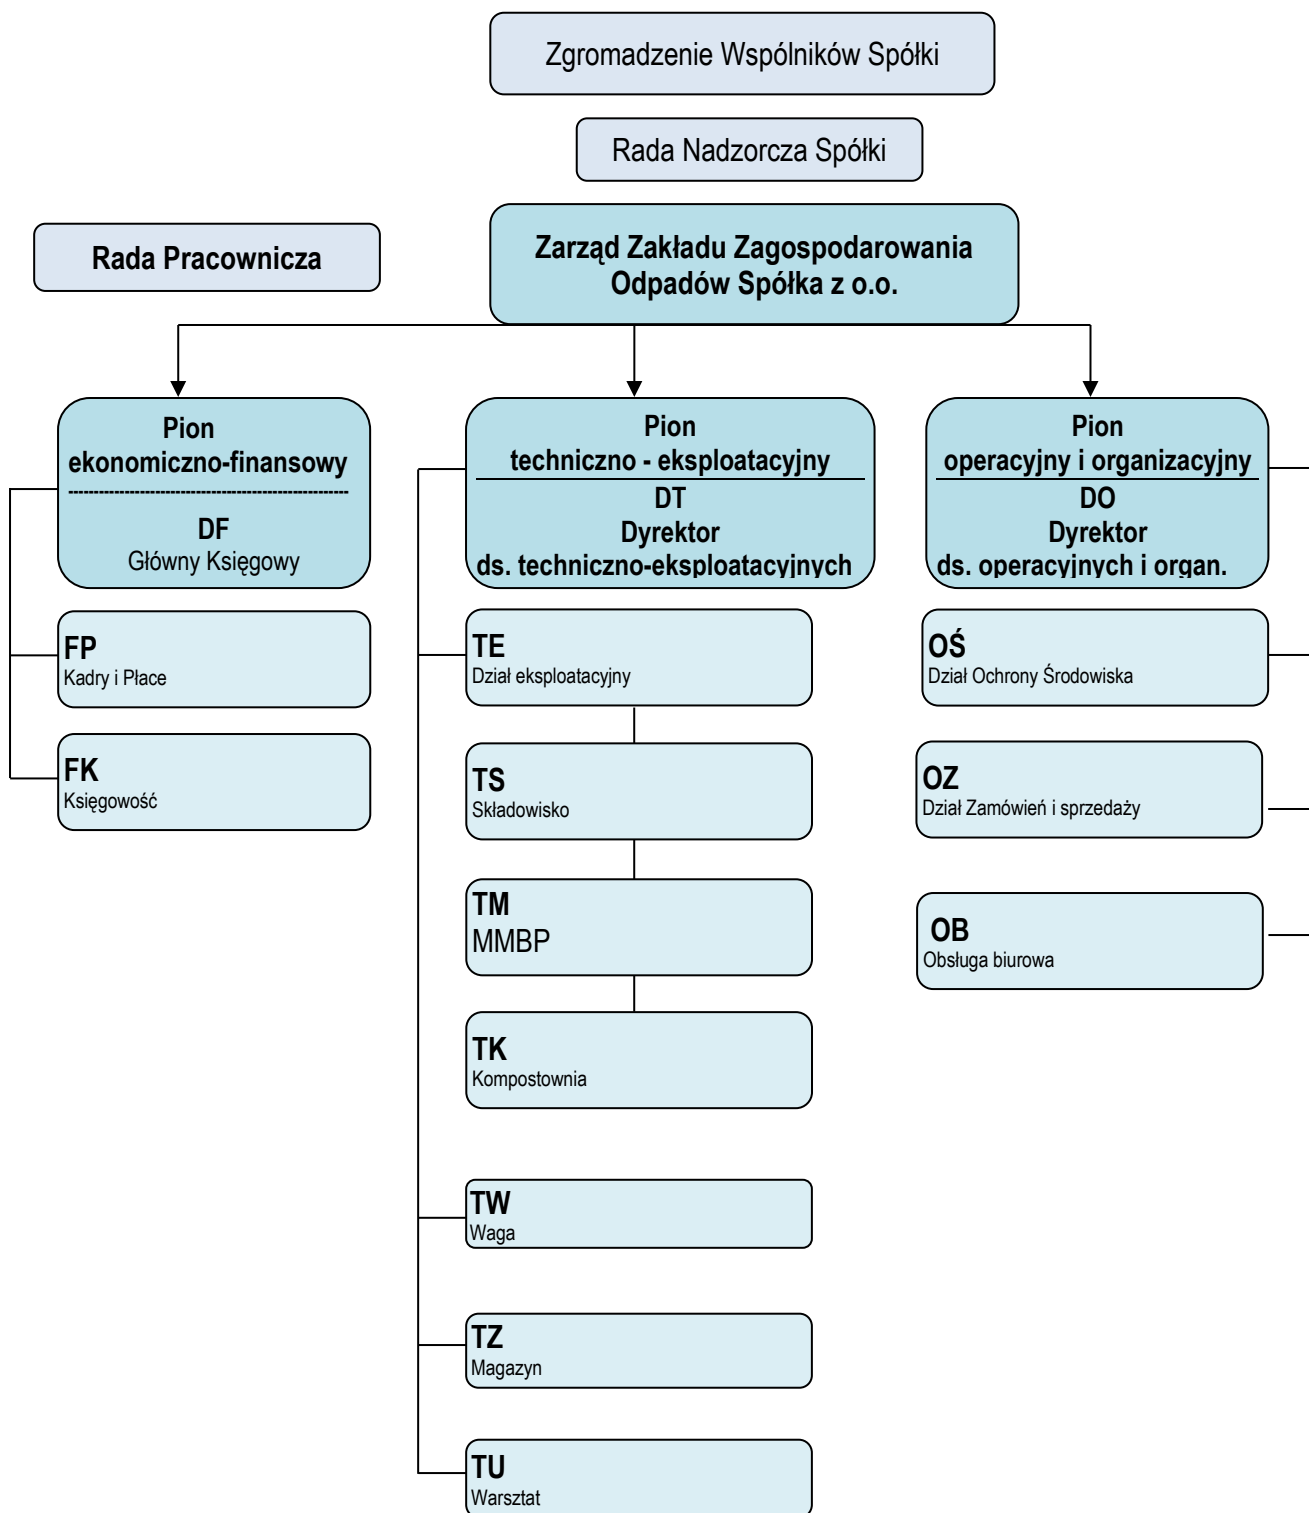 Zgromadzenie Wspólników Spółki
Rada Nadzorcza Spółki
Rada Pracownicza
Zarząd Zakładu Zagospodarowania
Odpadów Spółka z o.o.
Pion
ekonomiczno-finansowy
DF
Główny Księgowy
FP
Kadry i Płace
FK
Księgowość
Pion
techniczno - eksploatacyjny
DT
Dyrektor
ds. techniczno-eksploatacyjnych
TE
Dział eksploatacyjny
TS
Składowisko
TM
MMBP
TK
Kompostownia
TW
Waga
TZ
Magazyn
TU
Warsztat
Pion
operacyjny i organizacyjny
DO
Dyrektor
ds. operacyjnych i organ.
OŚ
Dział Ochrony Środowiska
OZ
Dział Zamówień i sprzedaży
OB
Obsługa biurowa